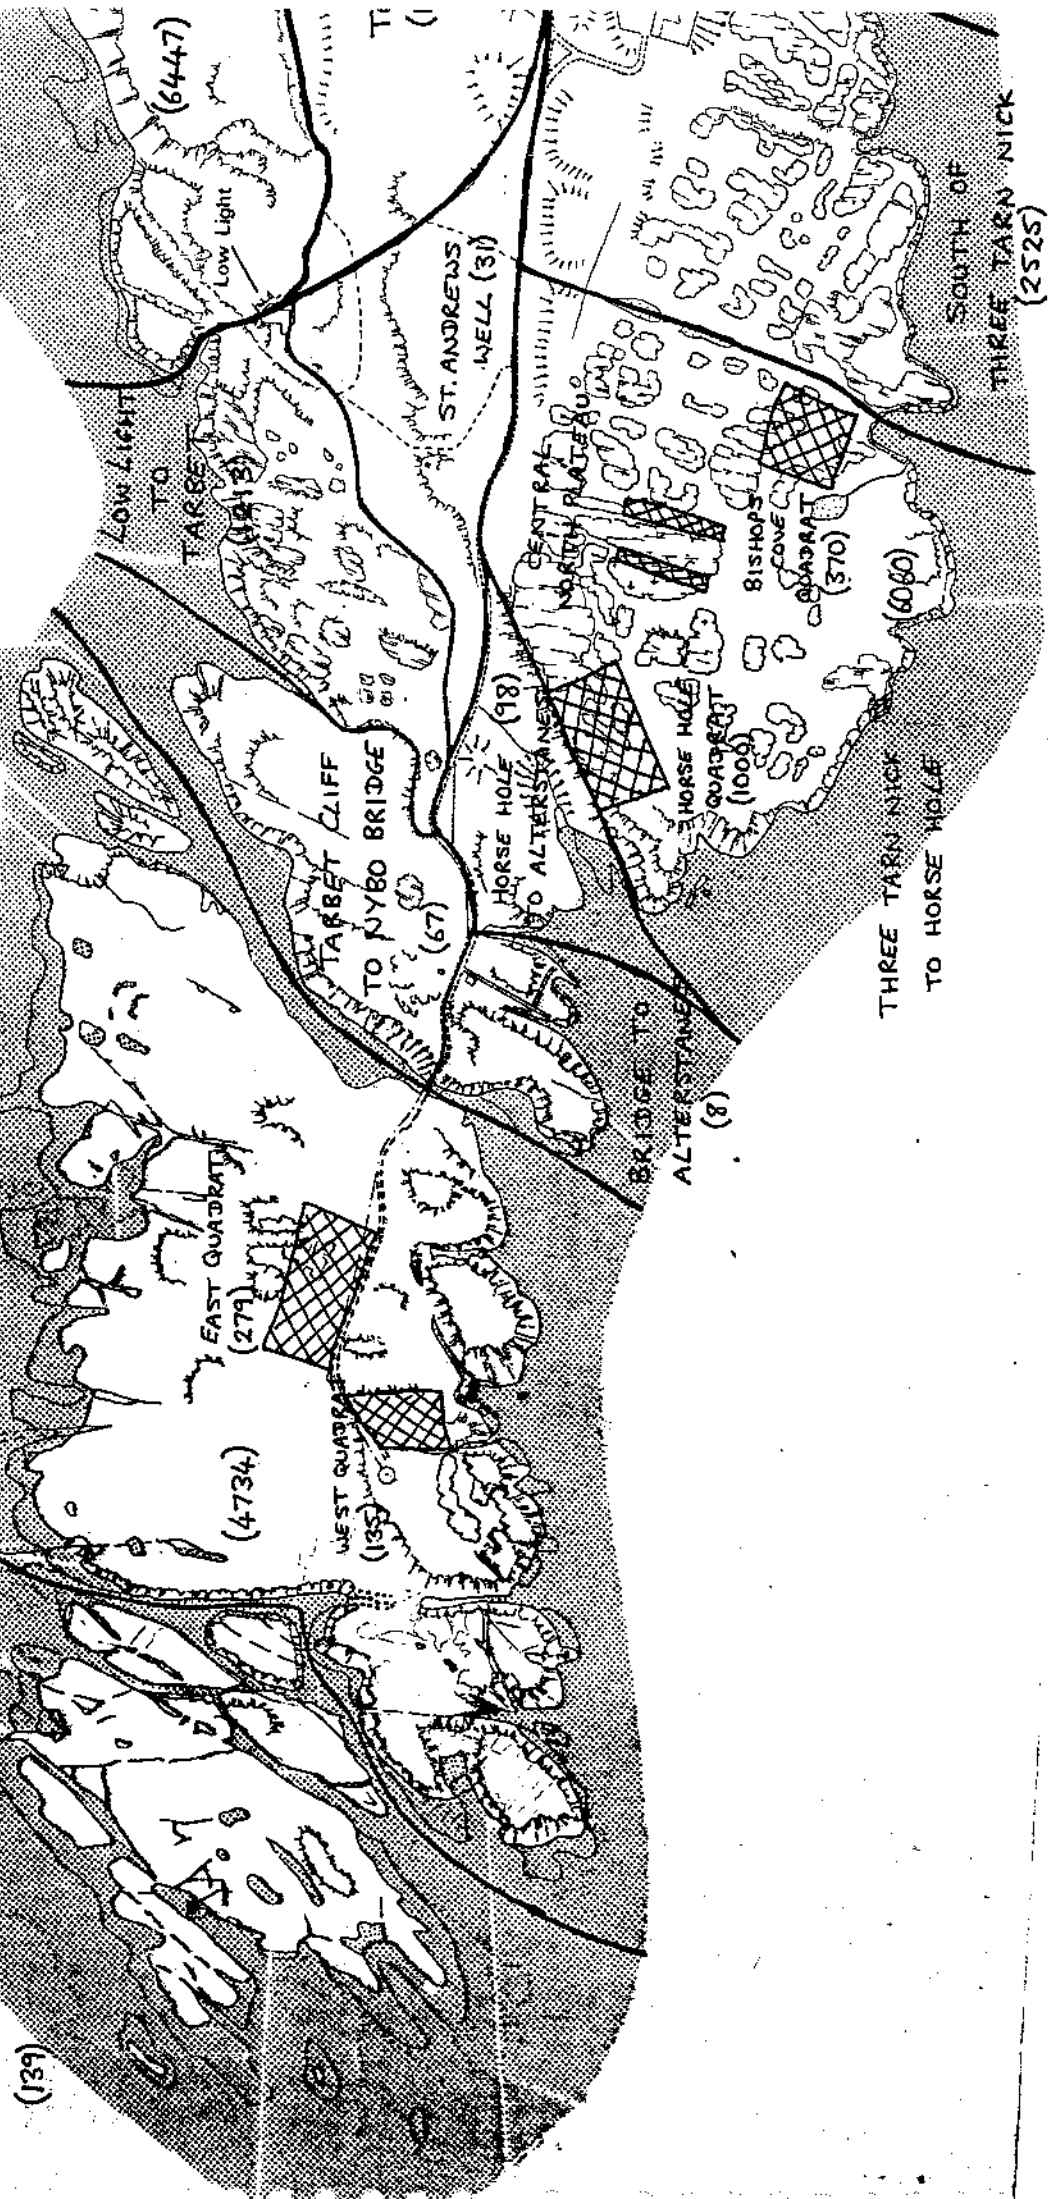 (6447)
Low Light
LOW LIGHT
TO
TARBET
(1213)
ST. ANDREWS
WELL (31)
SOUTH OF
THREE TARN NICK
(2525)
CENTRAL
NORTH PLATEAU
BISHOPS
COVE
QUADRAT
(370)
(6060)
HORSE HOLE
QUADRAT
(1000)
THREE TARN NICK
TO HORSE HOLE
HORSE HOLE
TO ALTERSTANES
(98)
TARBET CLIFF
TO NYBO BRIDGE
(67)
BRIDGE TO
ALTERSTANES
(8)
EAST QUADRAT
(279)
WEST QUADRAT
(135)
(4734)
(139)